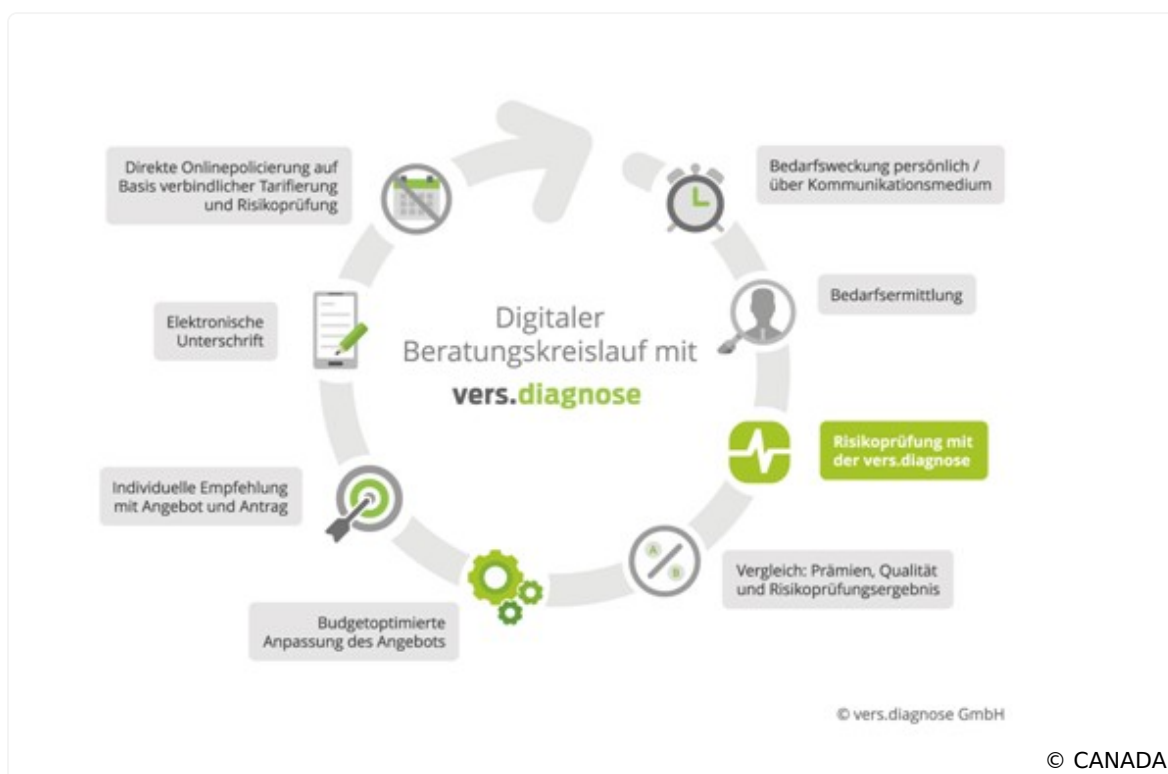 Direkte Onlinepolicierung auf
Basis verbindlicher Tarifierung
und Risikoprüfung
Bedarfsweckung persönlich /
über Kommunikationsmedium
Bedarfsermittlung
Elektronische
Unterschrift
Digitaler
Beratungskreislauf mit
vers.diagnose
Risikoprüfung mit
der vers.diagnose
Individuelle Empfehlung
mit Angebot und Antrag
A
B
Vergleich: Prämien, Qualität
und Risikoprüfungsergebnis
Budgetoptimierte
Anpassung des Angebots
© vers.diagnose GmbH
© CANADA